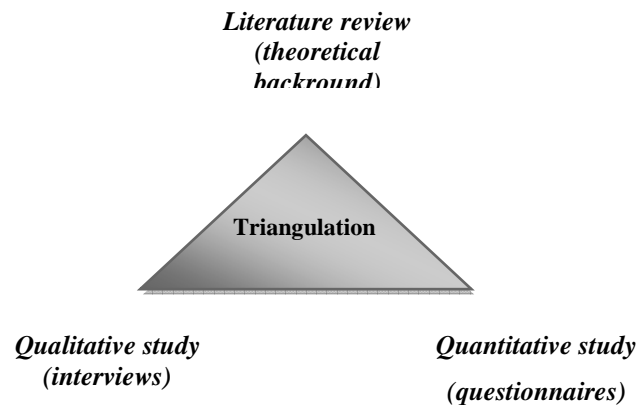 Literature review
(theoretical
backround)
Triangulation
Qualitative study
(interviews)
Quantitative study
(questionnaires)